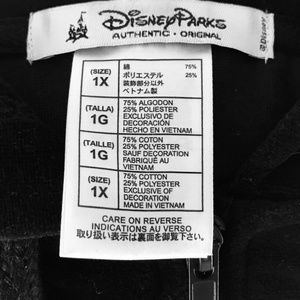 Disney Parks
AUTHENTIC • ORIGINAL
©Disney
(SIZE)
1X
綿 75%
ポリエステル 25%
装飾部分以外
ベトナム製
(TALLA)
1G
75% ALGODON
25% POLIESTER
EXCLUSIVO DE
DECORACIÓN
HECHO EN VIETNAM
(TAILLE)
1G
75% COTON
25% POLYESTER
SAUF DECORATION
FABRIQUÉ AU
VIETNAM
(SIZE)
1X
75% COTTON
25% POLYESTER
EXCLUSIVE OF
DECORATION
MADE IN VIETNAM
CARE ON REVERSE
INDICATIONS AU VERSO
取り扱い表示は裏面を御覧下さい。